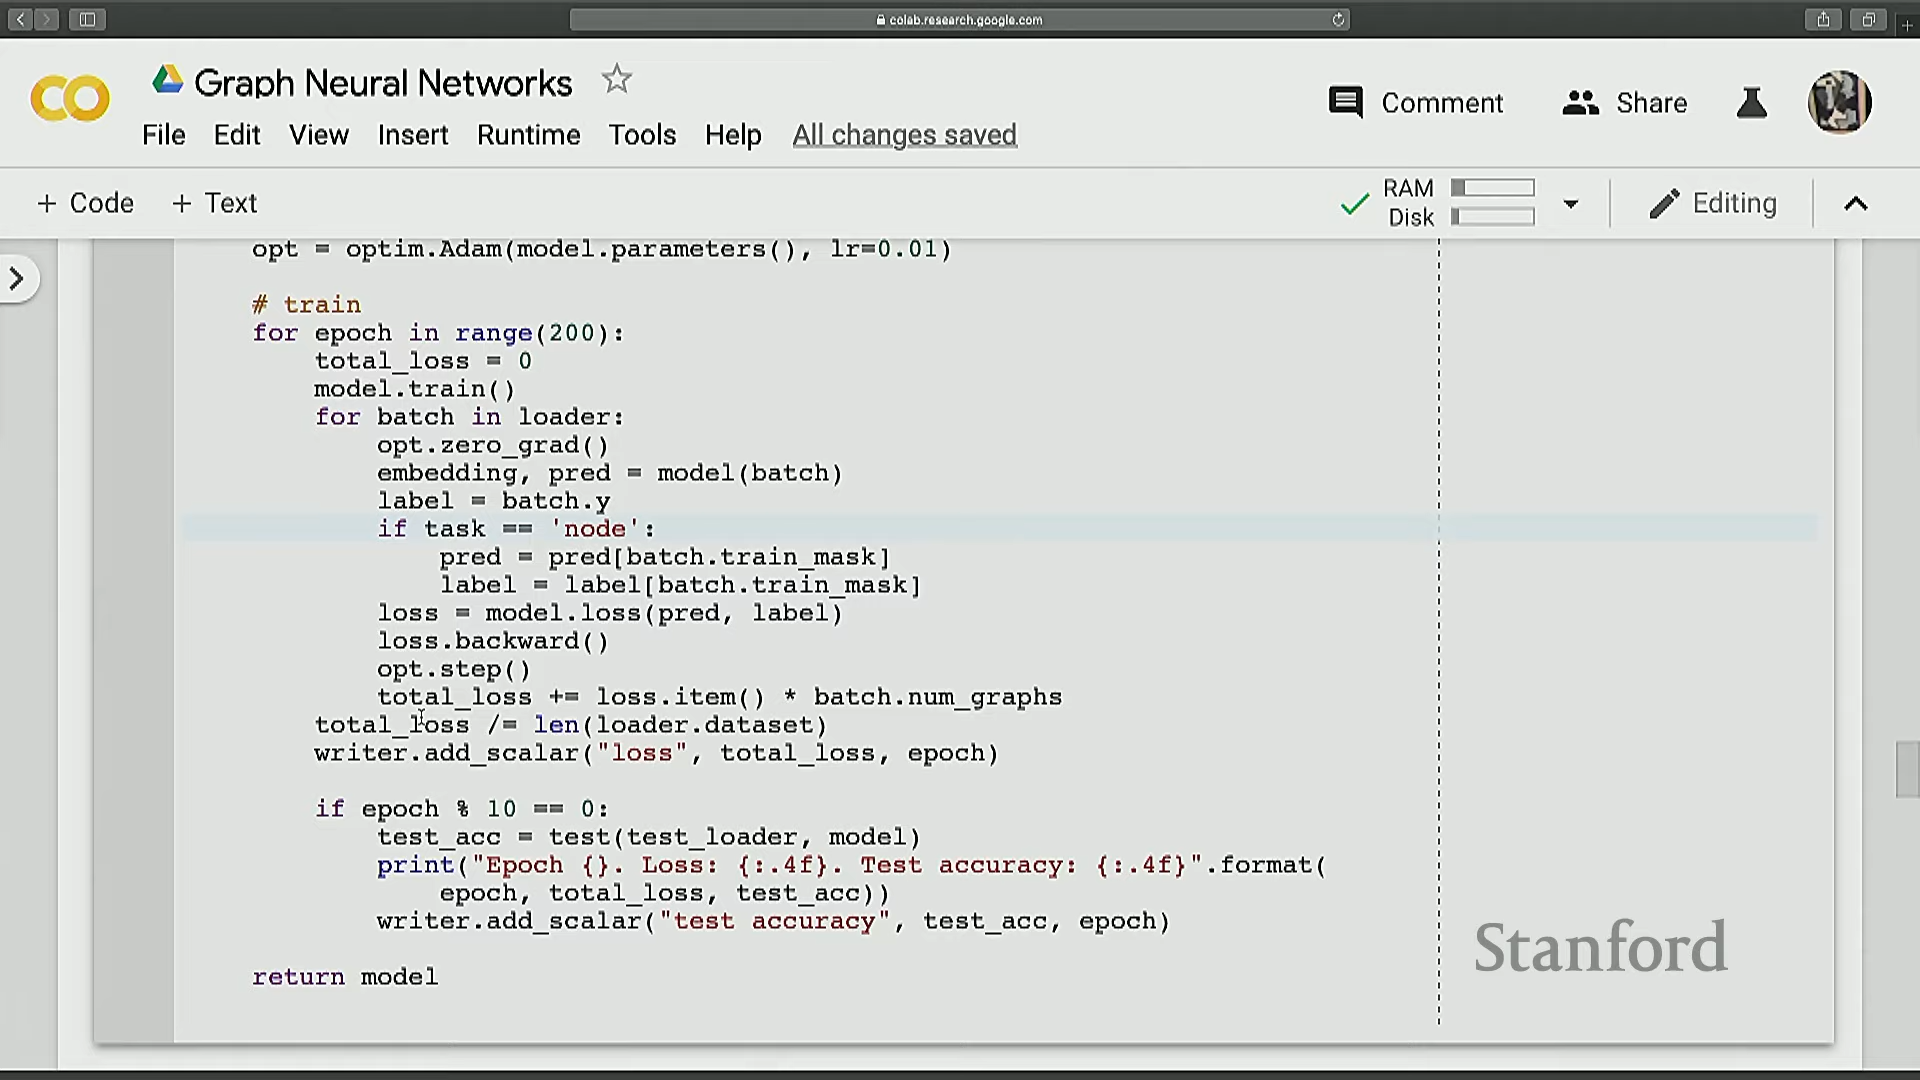 colab.research.google.com
CO
Graph Neural Networks
Comment
Share
File Edit View Insert Runtime Tools Help All changes saved
+ Code + Text
RAM
Disk
Editing
opt = optim.Adam(model.parameters(), lr=0.01)
# train
for epoch in range(200):
total_loss = 0
model.train()
for batch in loader:
opt.zero_grad()
embedding, pred = model(batch)
label = batch.y
if task == 'node':
pred = pred[batch.train_mask]
label = label[batch.train_mask]
loss = model.loss(pred, label)
loss.backward()
opt.step()
total_loss += loss.item() * batch.num_graphs
total_loss /= len(loader.dataset)
writer.add_scalar("loss", total_loss, epoch)
if epoch % 10 == 0:
test_acc = test(test_loader, model)
print("Epoch {}. Loss: {:.4f}. Test accuracy: {:.4f}".format(
epoch, total_loss, test_acc))
writer.add_scalar("test accuracy", test_acc, epoch)
return model
Stanford